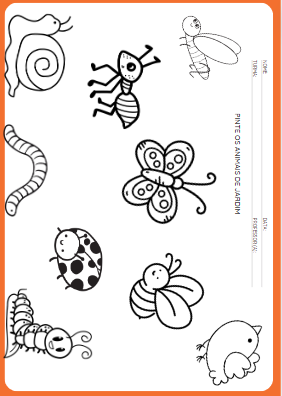 NOME: DATA:
TURMA: PROFESSOR(A):
PINTE OS ANIMAIS DE JARDIM